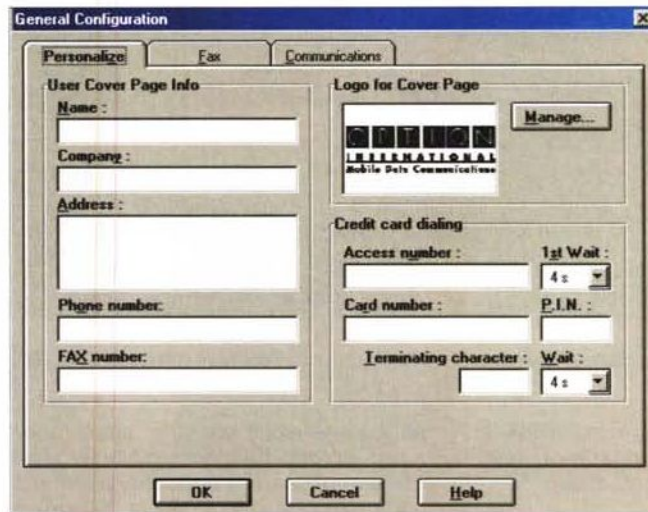 General Configuration
Personalize
Fax
Communications
User Cover Page Info
Name :
Company :
Address :
Phone number:
FAX number:
Logo for Cover Page
OPTION
INTERNATIONAL
Mobile Data Communications
Manage...
Credit card dialing
Access number :
1st Wait :
4 s
Card number :
P.I.N. :
Terminating character :
Wait :
4 s
OK
Cancel
Help